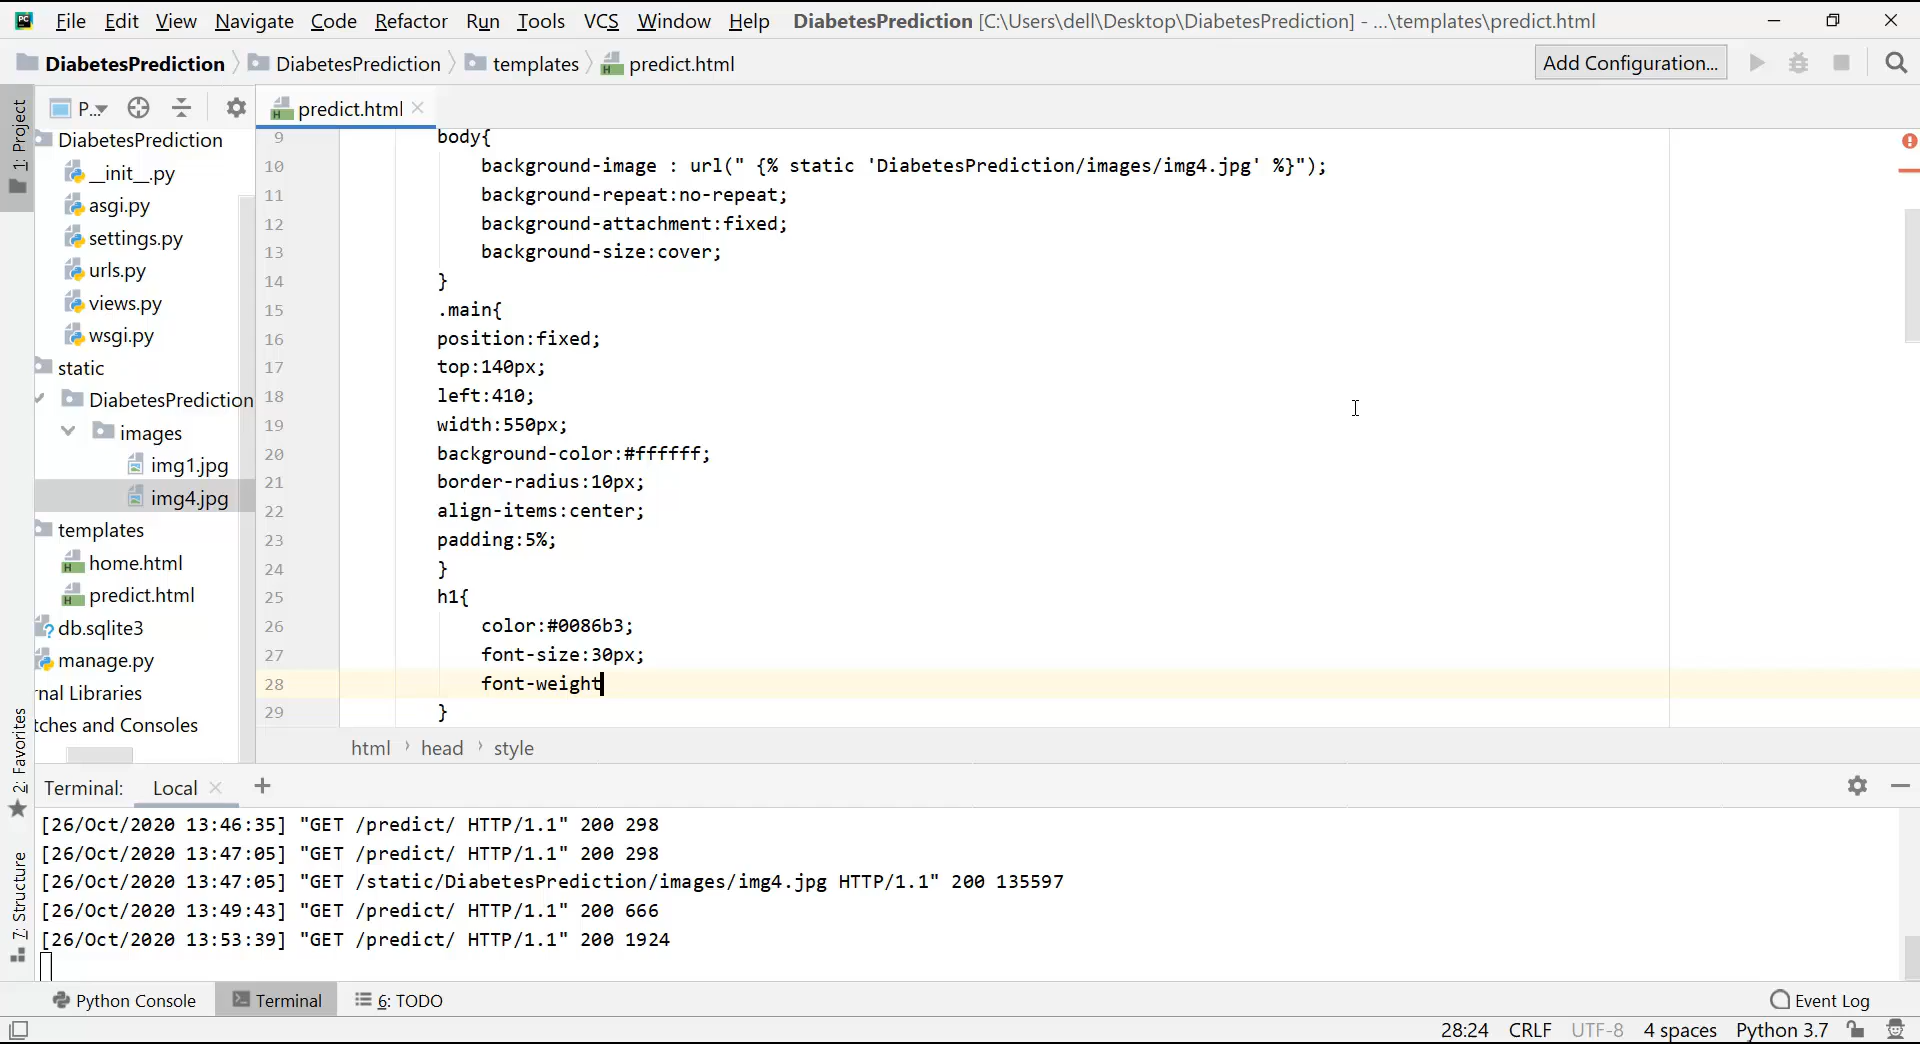 File Edit View Navigate Code Refactor Run Tools VCS Window Help DiabetesPrediction [C:\Users\dell\Desktop\DiabetesPrediction] - ...\templates\predict.html
DiabetesPrediction DiabetesPrediction templates predict.html Add Configuration...
1: Project
P...
predict.html
DiabetesPrediction
__init__.py
asgi.py
settings.py
urls.py
views.py
wsgi.py
static
DiabetesPrediction
images
img1.jpg
img4.jpg
templates
home.html
predict.html
db.sqlite3
manage.py
rnal Libraries
tches and Consoles
9 body{
10 background-image : url(" {% static 'DiabetesPrediction/images/img4.jpg' %}");
11 background-repeat:no-repeat;
12 background-attachment:fixed;
13 background-size:cover;
14 }
15 .main{
16 position:fixed;
17 top:140px;
18 left:410;
19 width:550px;
20 background-color:#ffffff;
21 border-radius:10px;
22 align-items:center;
23 padding:5%;
24 }
25 h1{
26 color:#0086b3;
27 font-size:30px;
28 font-weight
29 }
html head style
2: Favorites
7: Structure
Terminal: Local
[26/Oct/2020 13:46:35] "GET /predict/ HTTP/1.1" 200 298
[26/Oct/2020 13:47:05] "GET /predict/ HTTP/1.1" 200 298
[26/Oct/2020 13:47:05] "GET /static/DiabetesPrediction/images/img4.jpg HTTP/1.1" 200 135597
[26/Oct/2020 13:49:43] "GET /predict/ HTTP/1.1" 200 666
[26/Oct/2020 13:53:39] "GET /predict/ HTTP/1.1" 200 1924
Python Console Terminal 6: TODO Event Log
28:24 CRLF UTF-8 4 spaces Python 3.7